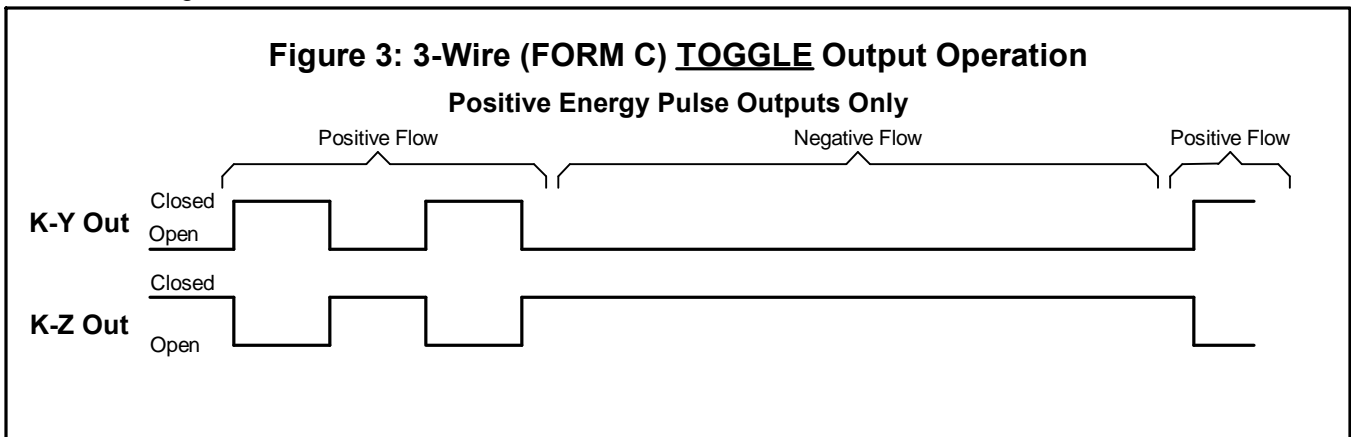 Figure 3: 3-Wire (FORM C) TOGGLE Output Operation
Positive Energy Pulse Outputs Only
Positive Flow Negative Flow Positive Flow
K-Y Out
Closed
Open
K-Z Out
Closed
Open